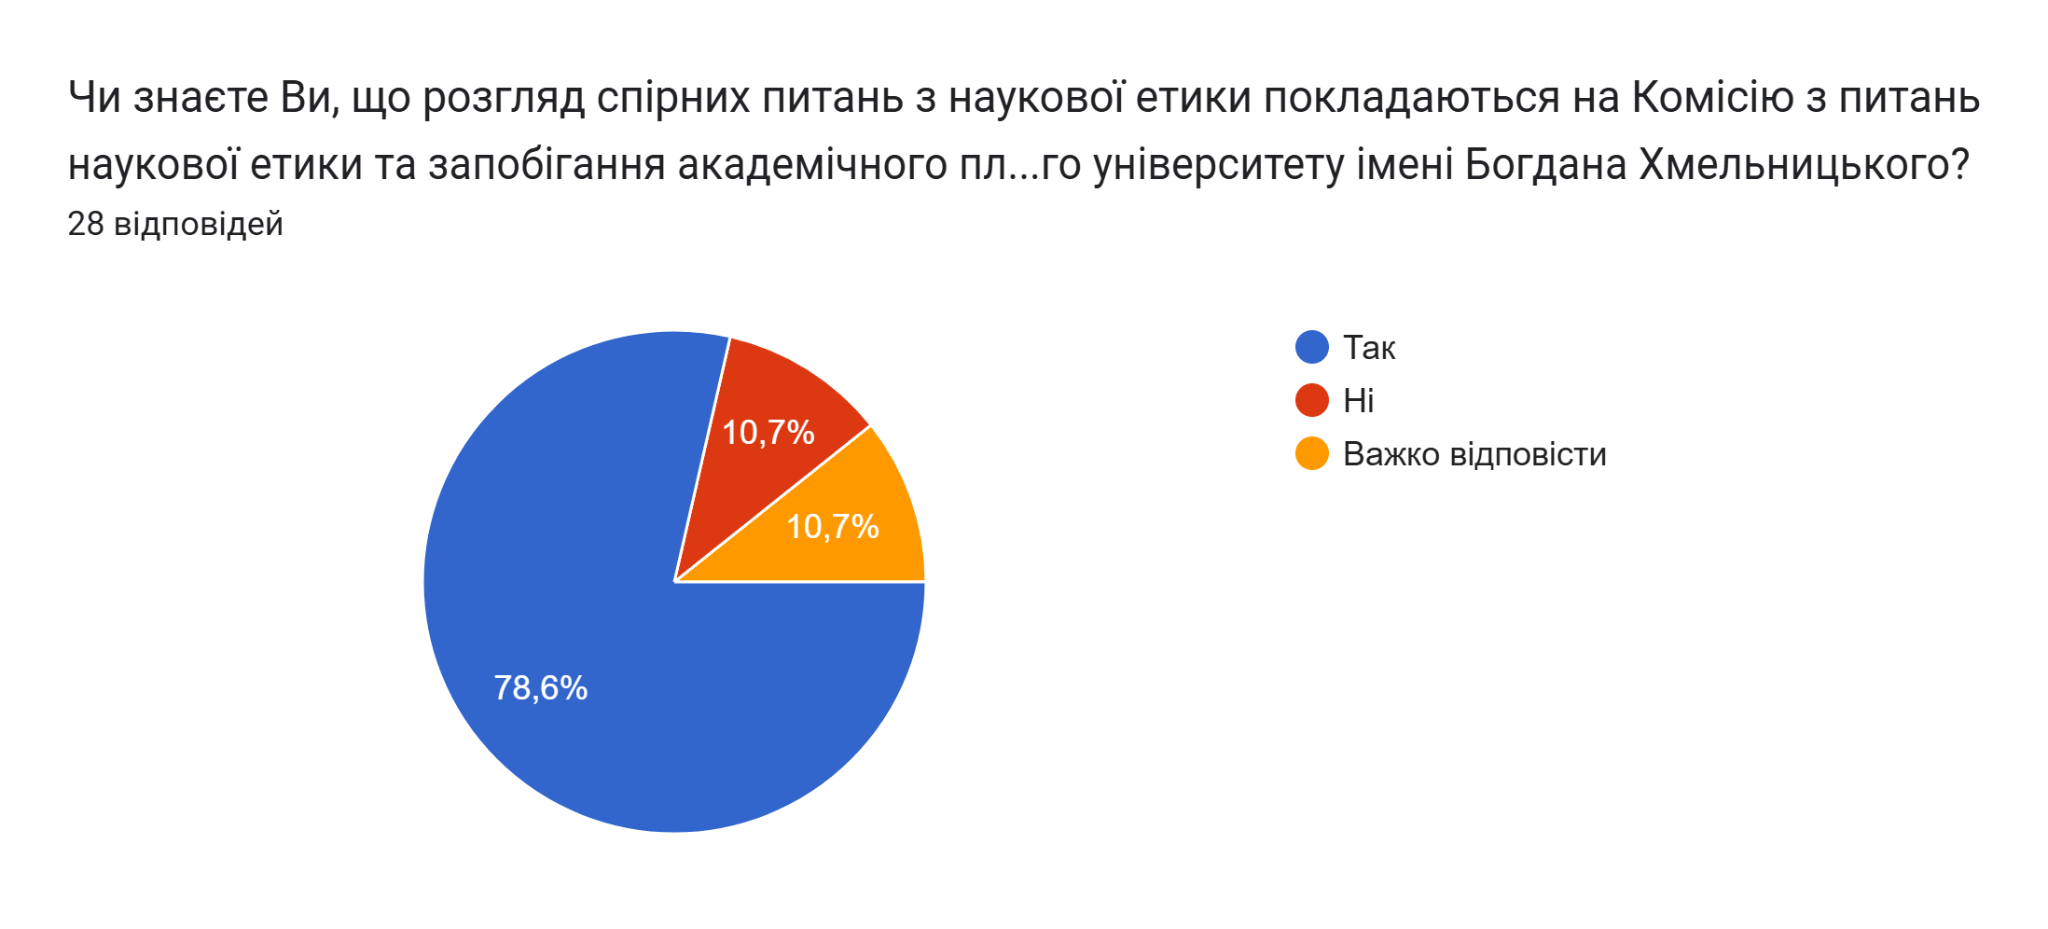 Чи знаєте Ви, що розгляд спірних питань з наукової етики покладаються на Комісію з питань
наукової етики та запобігання академічного пл...го університету імені Богдана Хмельницького?
28 відповідей
Так
Ні
Важко відповісти
10,7%
10,7%
78,6%